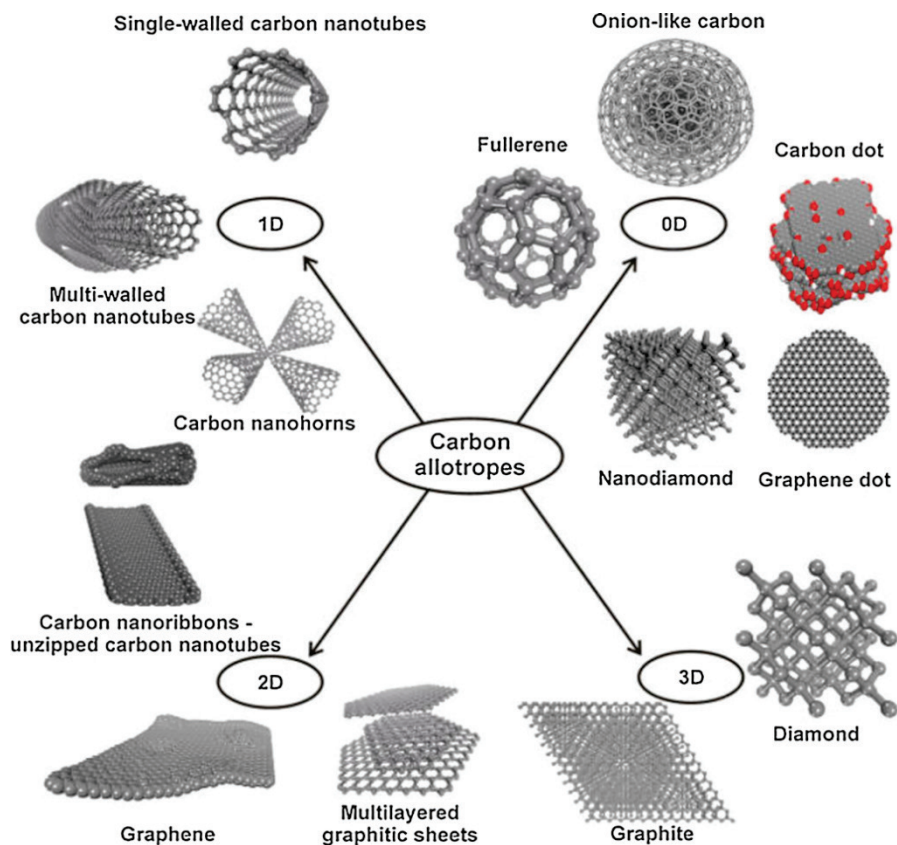 Single-walled carbon nanotubes
Onion-like carbon
Fullerene
Carbon dot
1D
0D
Multi-walled
carbon nanotubes
Carbon nanohorns
Carbon
allotropes
Nanodiamond
Graphene dot
Carbon nanoribbons -
unzipped carbon nanotubes
2D
3D
Diamond
Graphene
Multilayered
graphitic sheets
Graphite